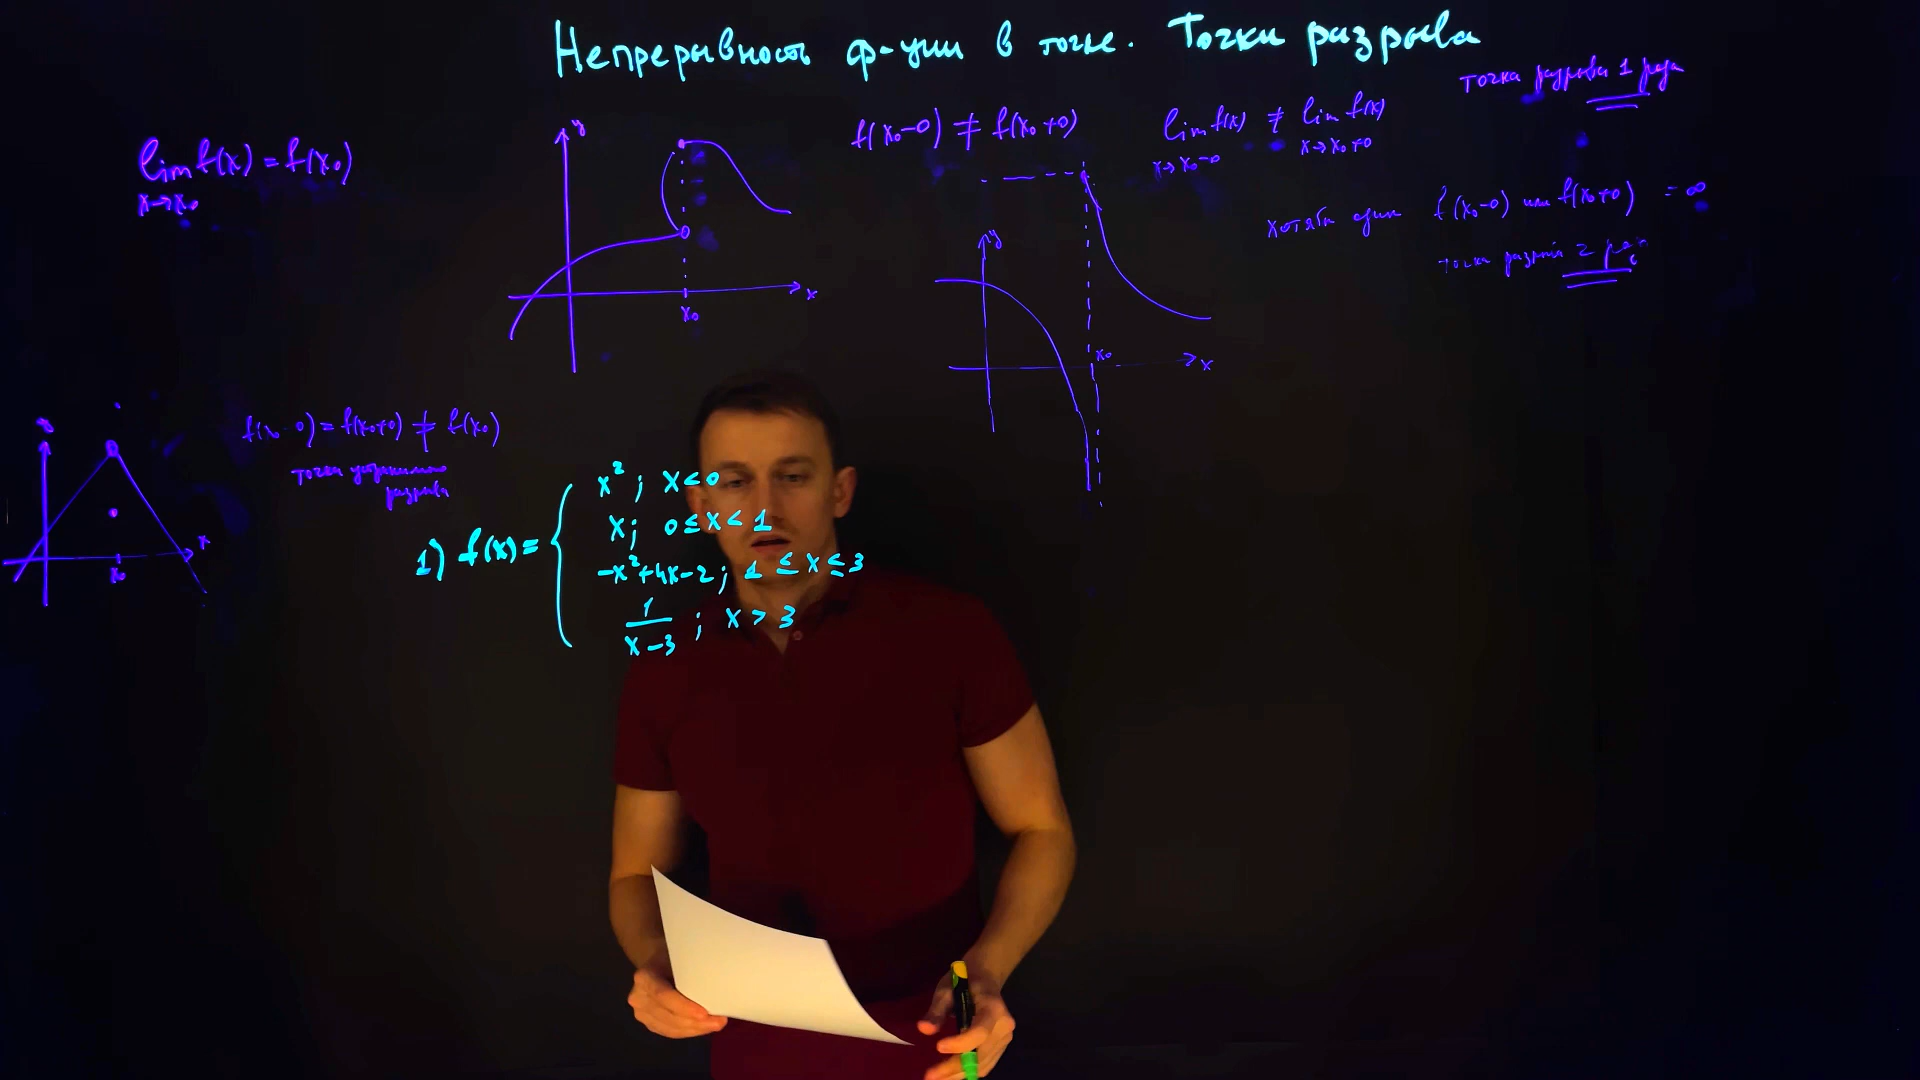 Непрерывность ф-ции в точке. Точки разрыва
lim f(x) = f(x₀)
x→x₀
y
x
x₀
f(x₀-0) ≠ f(x₀+0)
lim f(x) ≠ lim f(x)
x→x₀-0 x→x₀+0
точка разрыва 1 рода
хотя бы один f(x₀-0) или f(x₀+0) = ∞
точка разрыва 2 рода
y
x
x₀
x
x₀
f(x₀-0) = f(x₀+0) ≠ f(x₀)
точка устранимого
разрыва
1) f(x) = {
x²; x < 0
x; 0 ≤ x < 1
-x²+4x-2; 1 ≤ x ≤ 3
1/(x-3); x > 3